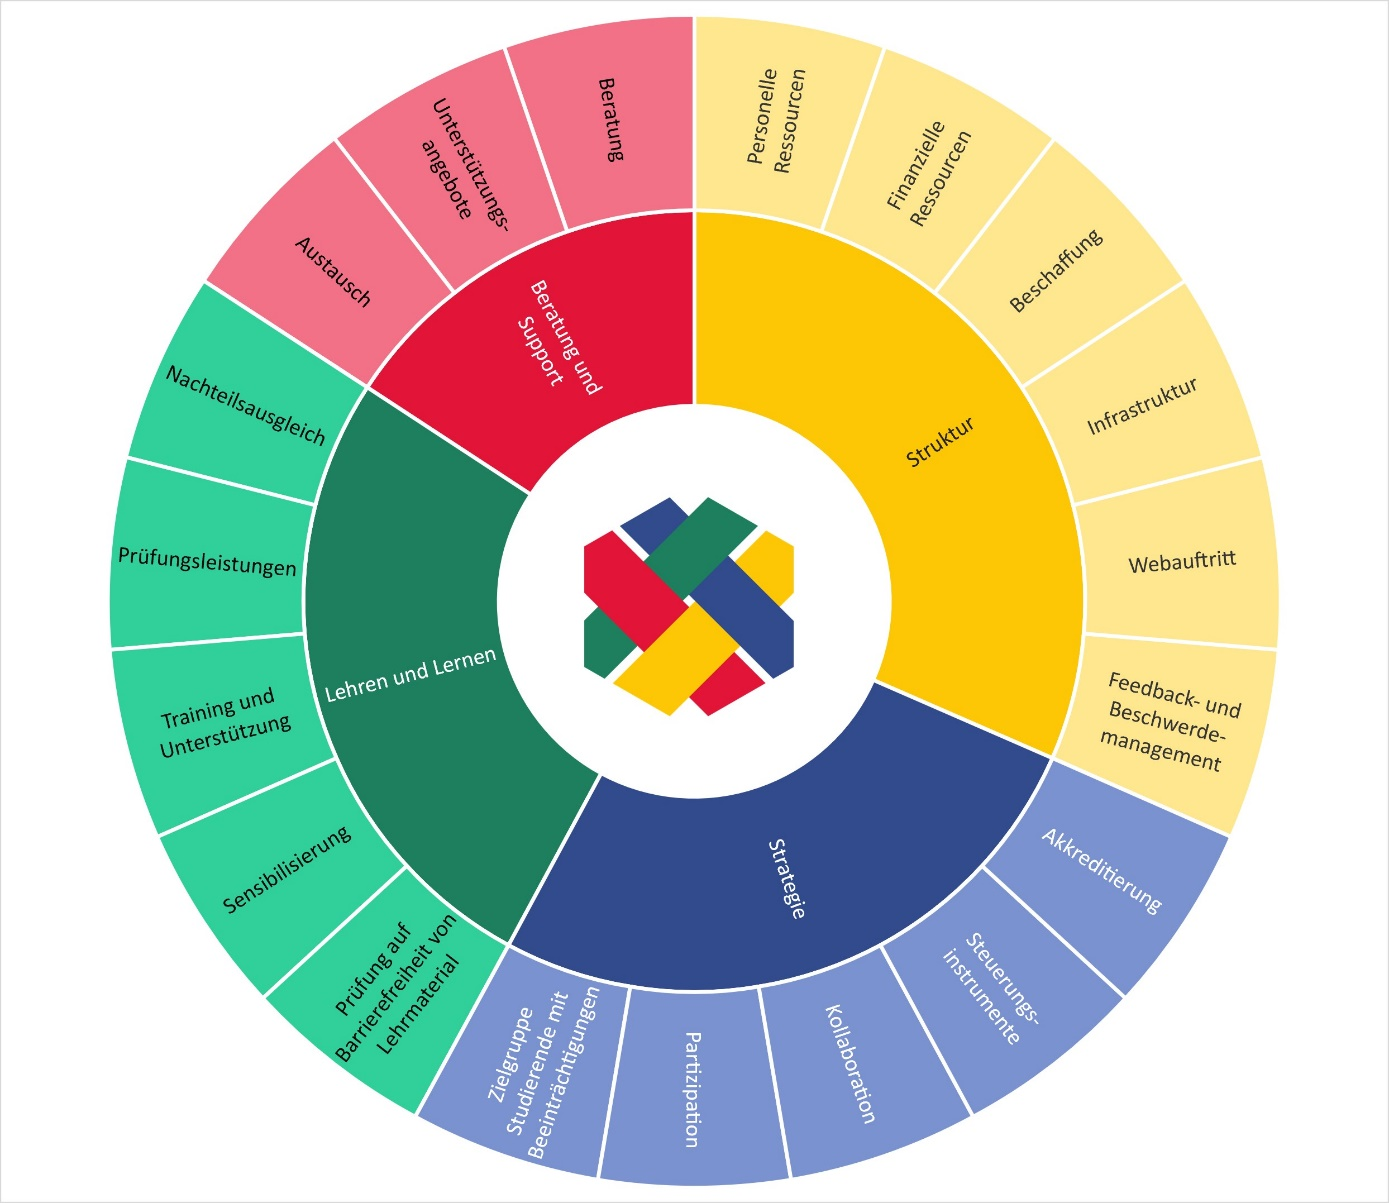 Personelle
Ressourcen
Finanzielle
Ressourcen
Beschaffung
Infrastruktur
Webauftritt
Feedback- und
Beschwerde-
management
Struktur
Akkreditierung
Steuerungs-
instrumente
Kollaboration
Partizipation
Zielgruppe
Studierende mit
Beeinträchtigungen
Strategie
Prüfung auf
Barrierefreiheit von
Lehrmaterial
Sensibilisierung
Training und
Unterstützung
Prüfungsleistungen
Nachteilsausgleich
Lehren und Lernen
Austausch
Unterstützungs-
angebote
Beratung
Beratung und
Support